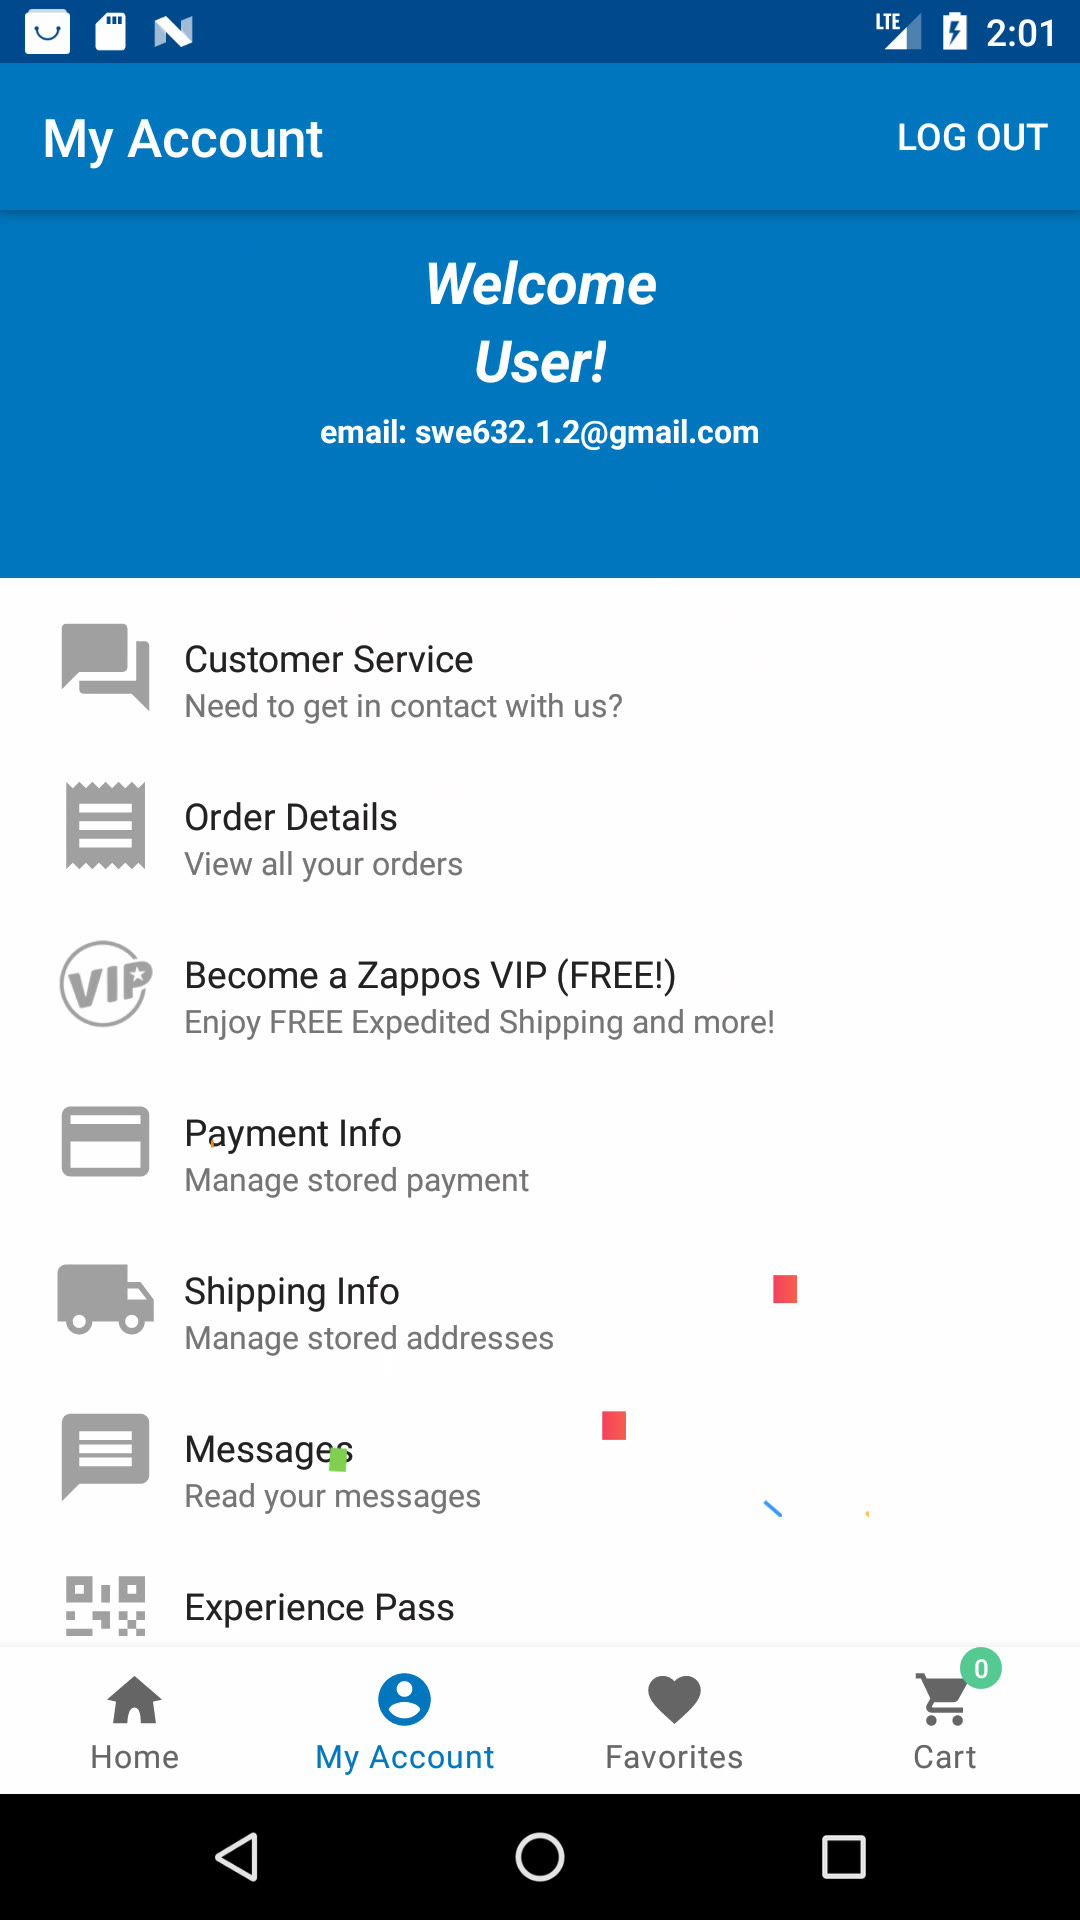 LTE 2:01
My Account LOG OUT
Welcome
User!
email: swe632.1.2@gmail.com
Customer Service
Need to get in contact with us?
Order Details
View all your orders
VIP
Become a Zappos VIP (FREE!)
Enjoy FREE Expedited Shipping and more!
Payment Info
Manage stored payment
Shipping Info
Manage stored addresses
Messages
Read your messages
Experience Pass
0
Home My Account Favorites Cart